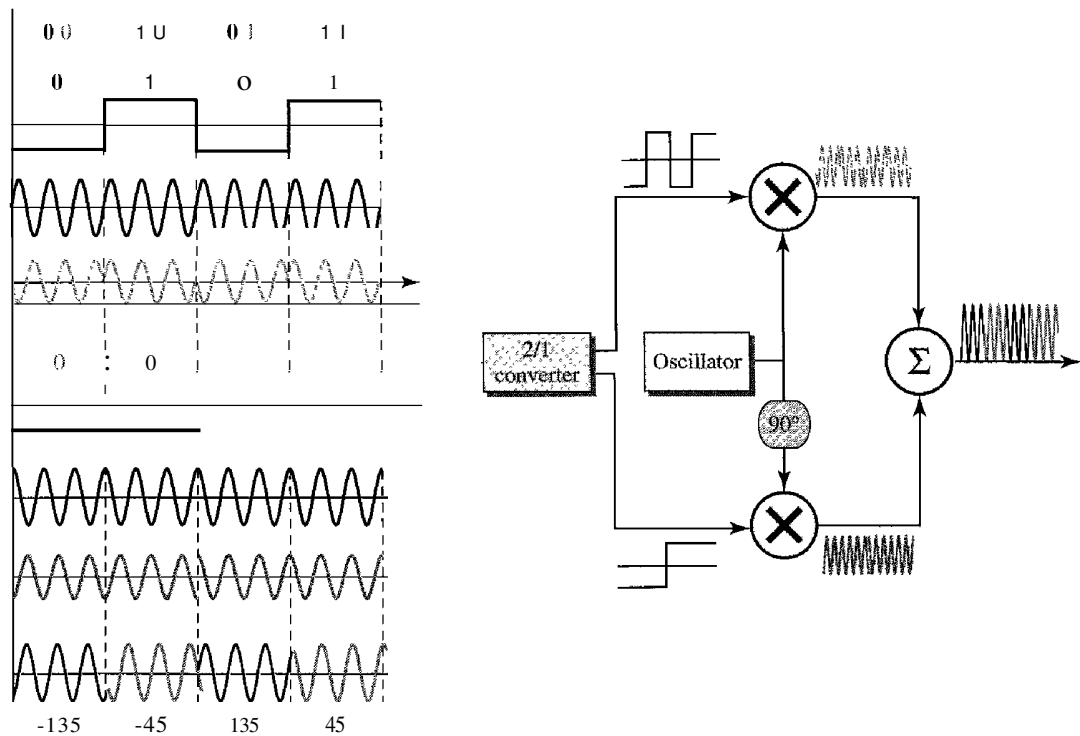 0 0 1 U 0 1 1 I
0 1 O 1
0 : 0
-135 -45 135 45
2/1
converter
Oscillator
90°
Σ